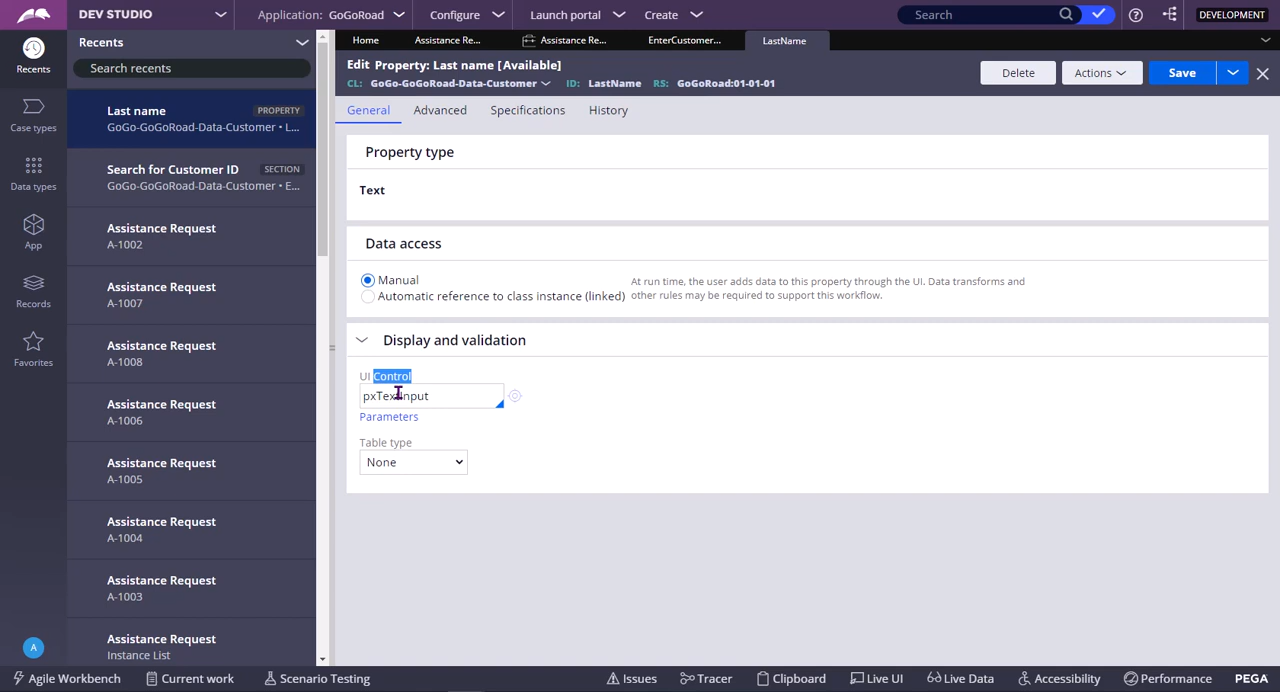 DEV STUDIO
Application: GoGoRoad
Configure
Launch portal
Create
Search
DEVELOPMENT
Recents
Case types
Data types
App
Records
Favorites
A
Recents
Search recents
Last name PROPERTY
GoGo-GoGoRoad-Data-Customer • L...
Search for Customer ID SECTION
GoGo-GoGoRoad-Data-Customer • E...
Assistance Request
A-1002
Assistance Request
A-1007
Assistance Request
A-1008
Assistance Request
A-1006
Assistance Request
A-1005
Assistance Request
A-1004
Assistance Request
A-1003
Assistance Request
Instance List
Home
Assistance Re...
Assistance Re...
EnterCustomer...
LastName
Edit Property: Last name [Available]
CL: GoGo-GoGoRoad-Data-Customer ID: LastName RS: GoGoRoad:01-01-01
Delete
Actions
Save
General
Advanced
Specifications
History
Property type
Text
Data access
Manual
Automatic reference to class instance (linked)
At run time, the user adds data to this property through the UI. Data transforms and
other rules may be required to support this workflow.
Display and validation
UI Control
pxTextInput
Parameters
Table type
None
Agile Workbench
Current work
Scenario Testing
Issues
Tracer
Clipboard
Live UI
Live Data
Accessibility
Performance
PEGA